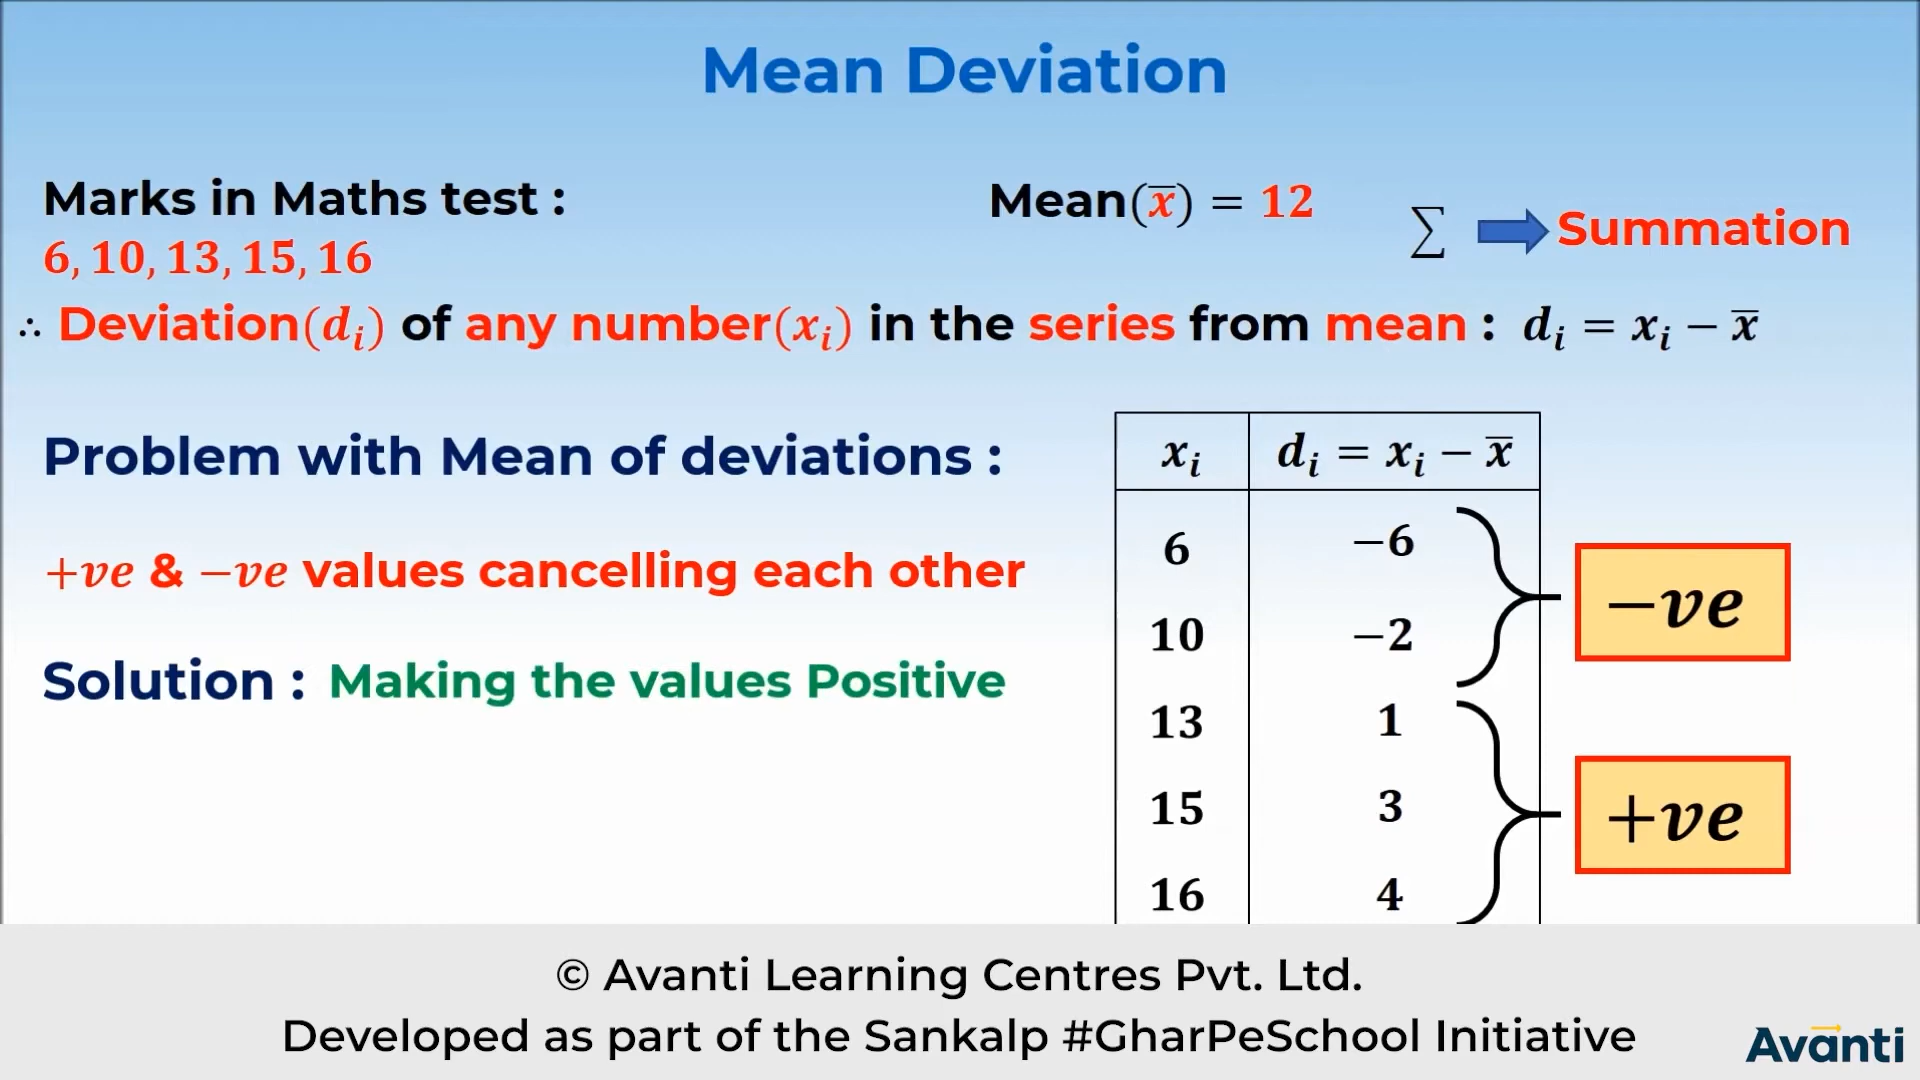 Mean Deviation
Marks in Maths test :
Mean(x̅) = 12
∑ Summation
6, 10, 13, 15, 16
∴ Deviation(dᵢ) of any number(xᵢ) in the series from mean : dᵢ = xᵢ − x̅
Problem with Mean of deviations :
+ve & −ve values cancelling each other
Solution : Making the values Positive
xᵢ dᵢ = xᵢ − x̅
6 −6
10 −2
13 1
15 3
16 4
−ve
+ve
© Avanti Learning Centres Pvt. Ltd.
Developed as part of the Sankalp #GharPeSchool Initiative
Avanti